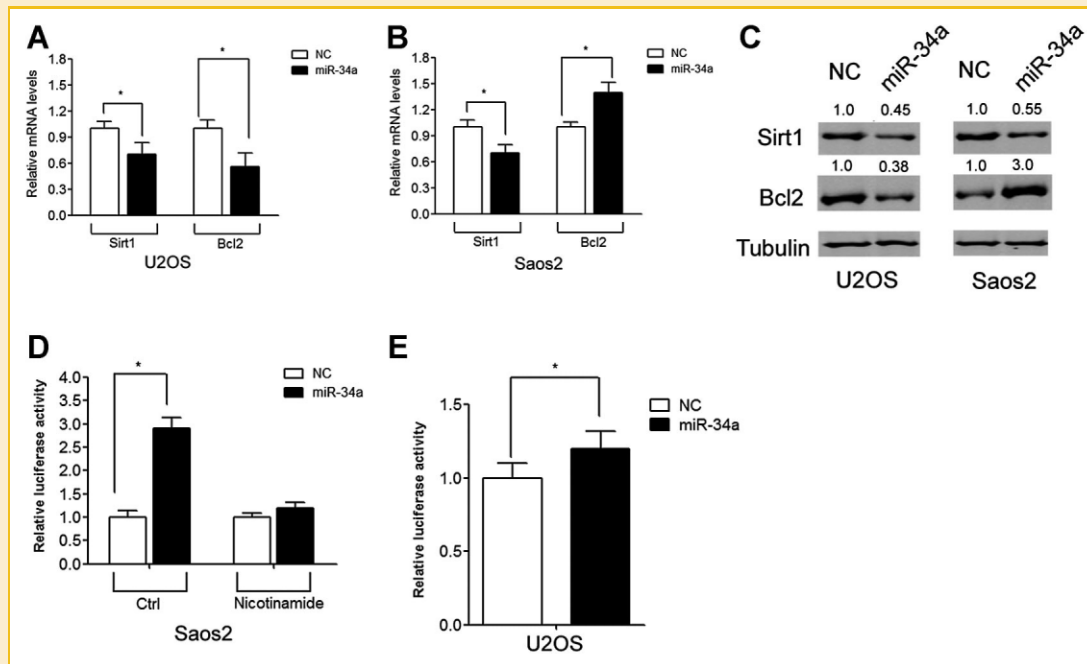 A
NC
miR-34a
Relative mRNA levels
1.8
1.5
1.2
0.9
0.6
0.3
0.0
*
*
Sirt1
Bcl2
U2OS
B
NC
miR-34a
Relative mRNA levels
1.8
1.5
1.2
0.9
0.6
0.3
0.0
*
*
Sirt1
Bcl2
Saos2
C
NC miR-34a NC miR-34a
1.0 0.45 1.0 0.55
Sirt1
1.0 0.38 1.0 3.0
Bcl2
Tubulin
U2OS Saos2
D
NC
miR-34a
Relative luciferase activity
4.0
3.5
3.0
2.5
2.0
1.5
1.0
0.5
0.0
*
Ctrl
Nicotinamide
Saos2
E
NC
miR-34a
Relative luciferase activity
1.5
1.0
0.5
0.0
*
U2OS